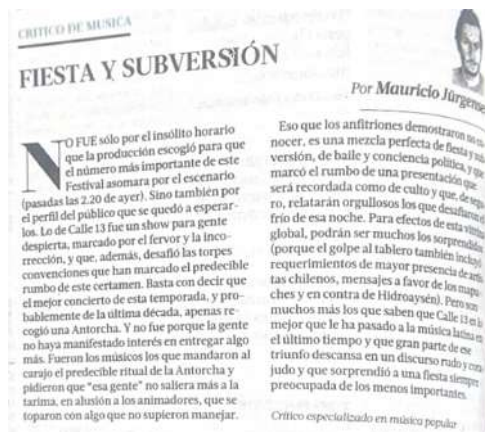 CRITICO DE MUSICA
FIESTA Y SUBVERSIÓN
Por Mauricio Jürgense
NO FUE sólo por el insólito horario
que la producción escogió para que
el número más importante de este
Festival asomara por el escenario
(pasadas las 2.20 de ayer). Sino también por
el perfil del público que se quedó a esperar-
los. Lo de Calle 13 fue un show para gente
despierta, marcado por el fervor y la inco-
rrección, y que, además, desafió las torpes
convenciones que han marcado el predecible
rumbo de este certamen. Basta con decir que
el mejor concierto de esta temporada, y pro-
bablemente de la última década, apenas re-
cogió una Antorcha. Y no fue porque la gente
no haya manifestado interés en entregar algo
más. Fueron los músicos los que mandaron al
carajo el predecible ritual de la Antorcha y
pidieron que "esa gente" no saliera más a la
tarima, en alusión a los animadores, que se
toparon con algo que no supieron manejar.
Eso que los anfitriones demostraron no co-
nocer, es una mezcla perfecta de fiesta y sub-
versión, de baile y conciencia política, y que
marcó el rumbo de una presentación que
será recordada como de culto y que, de segu-
ro, relatarán orgullosos los que desafiaron el
frío de esa noche. Para efectos de esta vitrina
global, podrán ser muchos los sorprendidos
(porque el golpe al tablero también incluyó
requerimientos de mayor presencia de artis-
tas chilenos, mensajes a favor de los mapu-
ches y en contra de Hidroaysén). Pero son
muchos más los que saben que Calle 13 es lo
mejor que le ha pasado a la música latina en
el último tiempo y que gran parte de ese
triunfo descansa en un discurso rudo y cora-
judo y que sorprendió a una fiesta siempre
preocupada de los menos importantes.
Crítico especializado en música popular